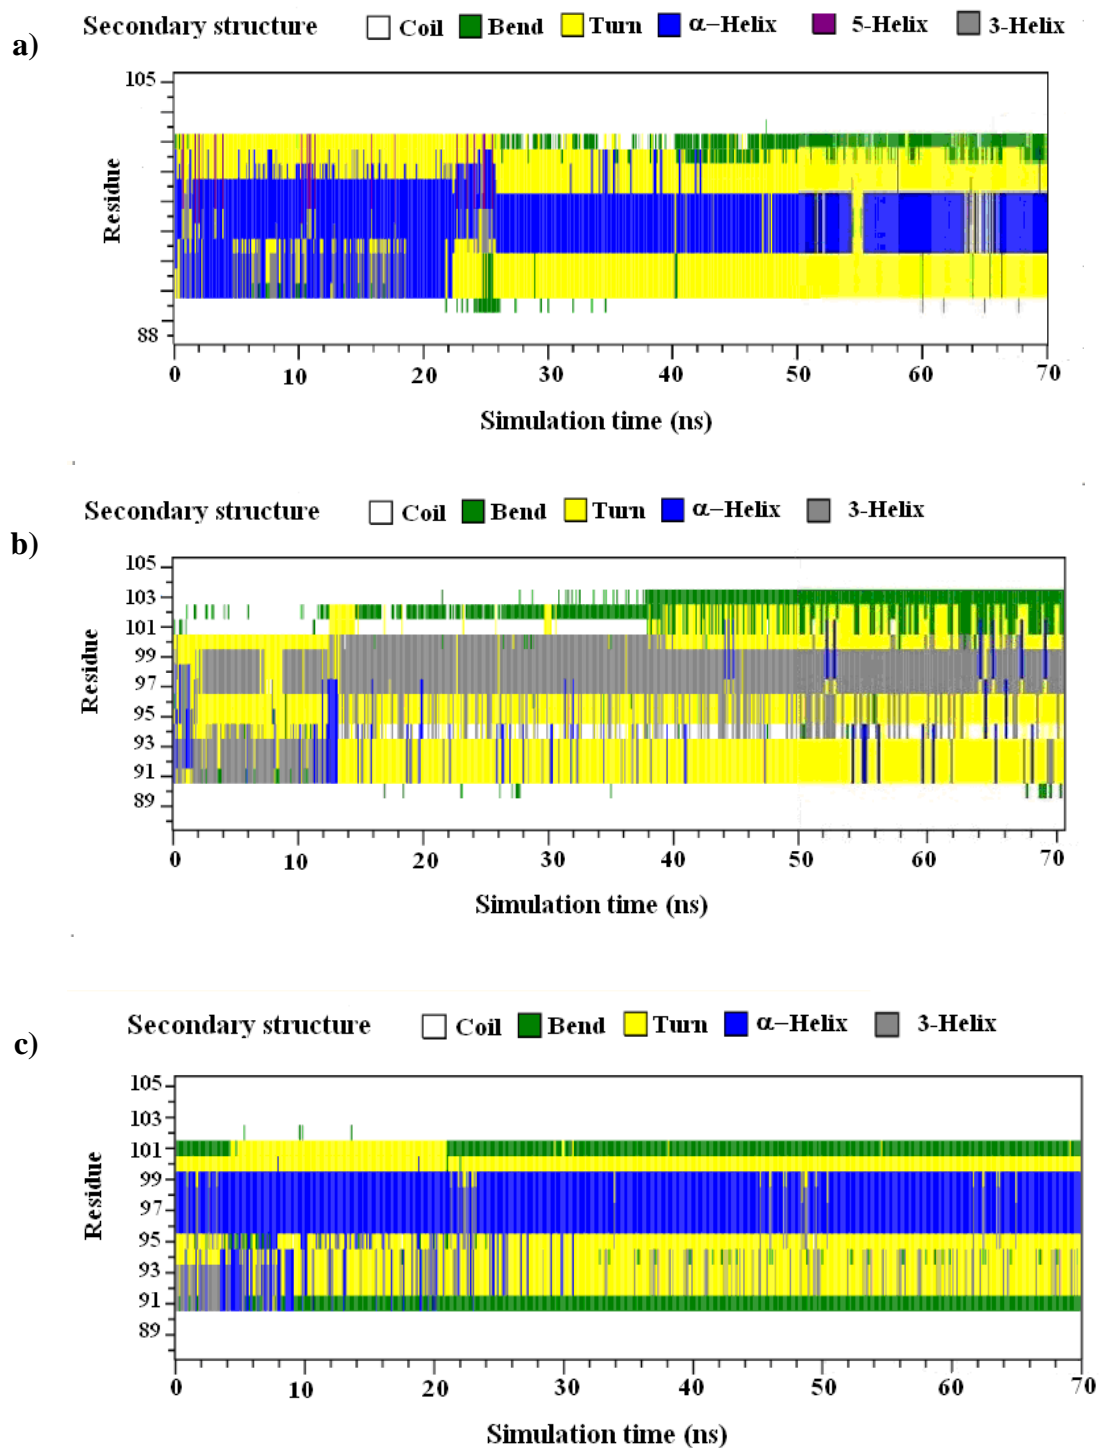 Secondary structure Coil Bend Turn α–Helix 5-Helix 3-Helix
a)
105
Residue
88
0 10 20 30 40 50 60 70
Simulation time (ns)
Secondary structure Coil Bend Turn α–Helix 3-Helix
b)
105
103
101
99
97
95
93
91
89
Residue
0 10 20 30 40 50 60 70
Simulation time (ns)
Secondary structure Coil Bend Turn α–Helix 3-Helix
c)
105
103
101
99
97
95
93
91
89
Residue
0 10 20 30 40 50 60 70
Simulation time (ns)